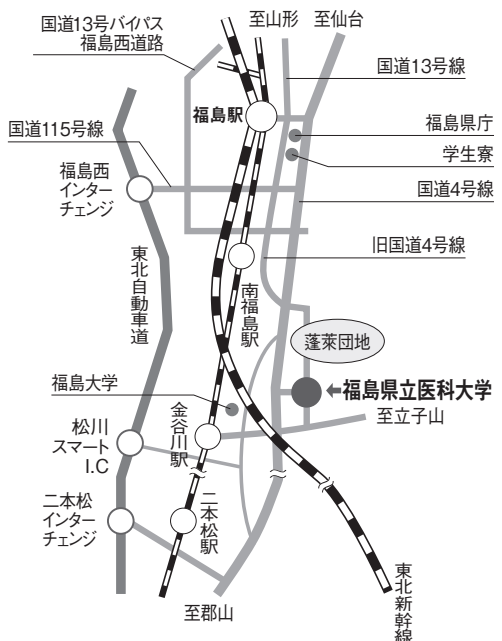 国道13号バイパス
福島西道路
至山形
至仙台
国道13号線
福島駅
福島県庁
国道115号線
学生寮
福島西
インター
チェンジ
国道4号線
旧国道4号線
東北自動車道
南福島駅
蓬萊団地
福島大学
←福島県立医科大学
金谷川駅
至立子山
松川
スマート
I.C
二本松
インター
チェンジ
二本松駅
至郡山
東北新幹線